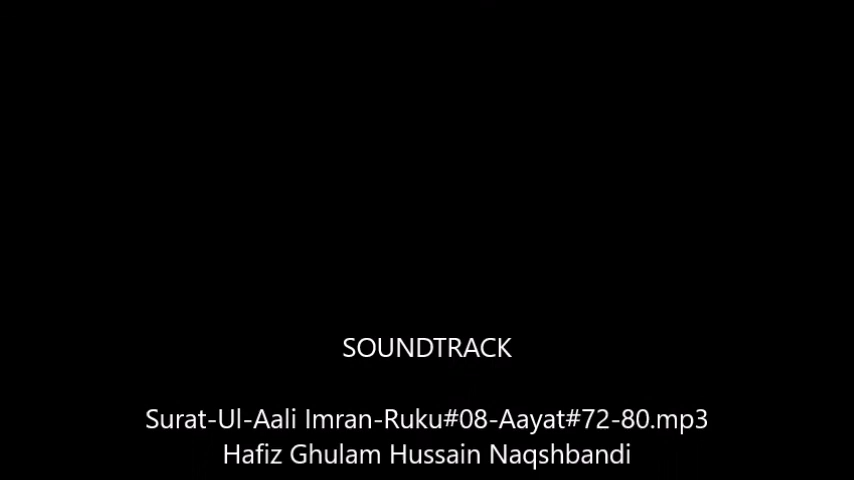 SOUNDTRACK
Surat-Ul-Aali Imran-Ruku#08-Aayat#72-80.mp3
Hafiz Ghulam Hussain Naqshbandi